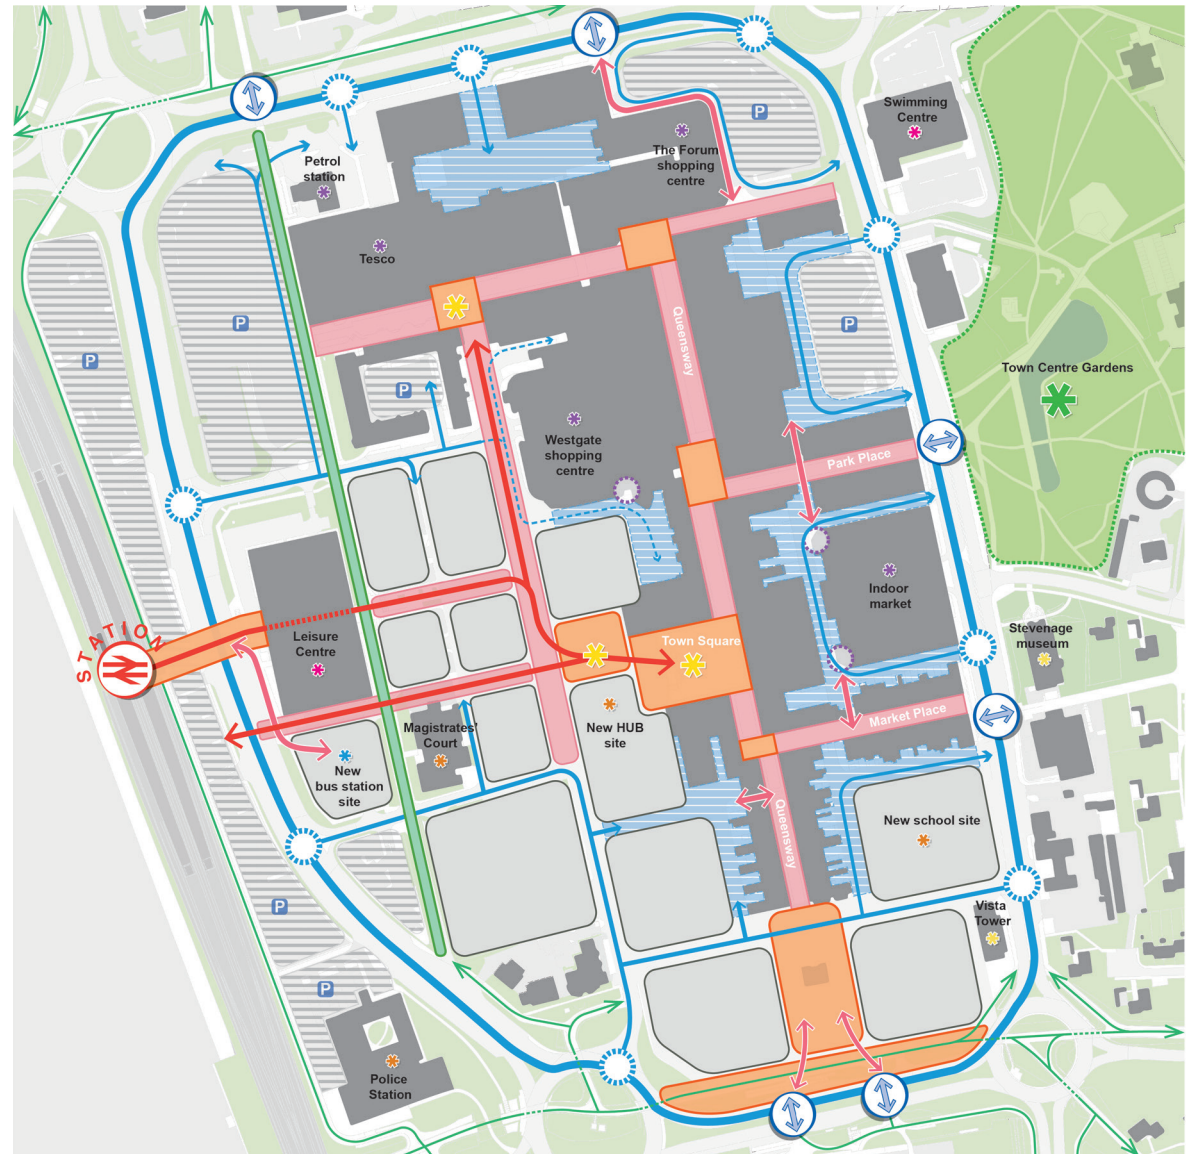 Swimming
Centre
P
The Forum
shopping
centre
Petrol
station
Tesco
P
P
Queensway
P
Town Centre Gardens
P
Westgate
shopping
centre
Park Place
Indoor
market
STATION
Leisure
Centre
Town Square
Stevenage
museum
Market Place
New HUB
site
Magistrates'
Court
New
bus station
site
Queensway
New school site
P
Vista
Tower
P
Police
Station